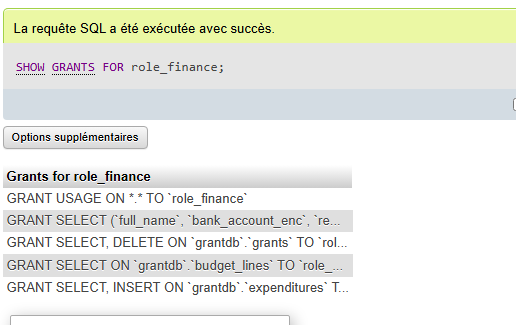 La requête SQL a été exécutée avec succès.
SHOW GRANTS FOR role_finance;
Options supplémentaires
Grants for role_finance
GRANT USAGE ON *.* TO `role_finance`
GRANT SELECT (`full_name`, `bank_account_enc`, `re...
GRANT SELECT, DELETE ON `grantdb`.`grants` TO `rol...
GRANT SELECT ON `grantdb`.`budget_lines` TO `role_...
GRANT SELECT, INSERT ON `grantdb`.`expenditures` T...